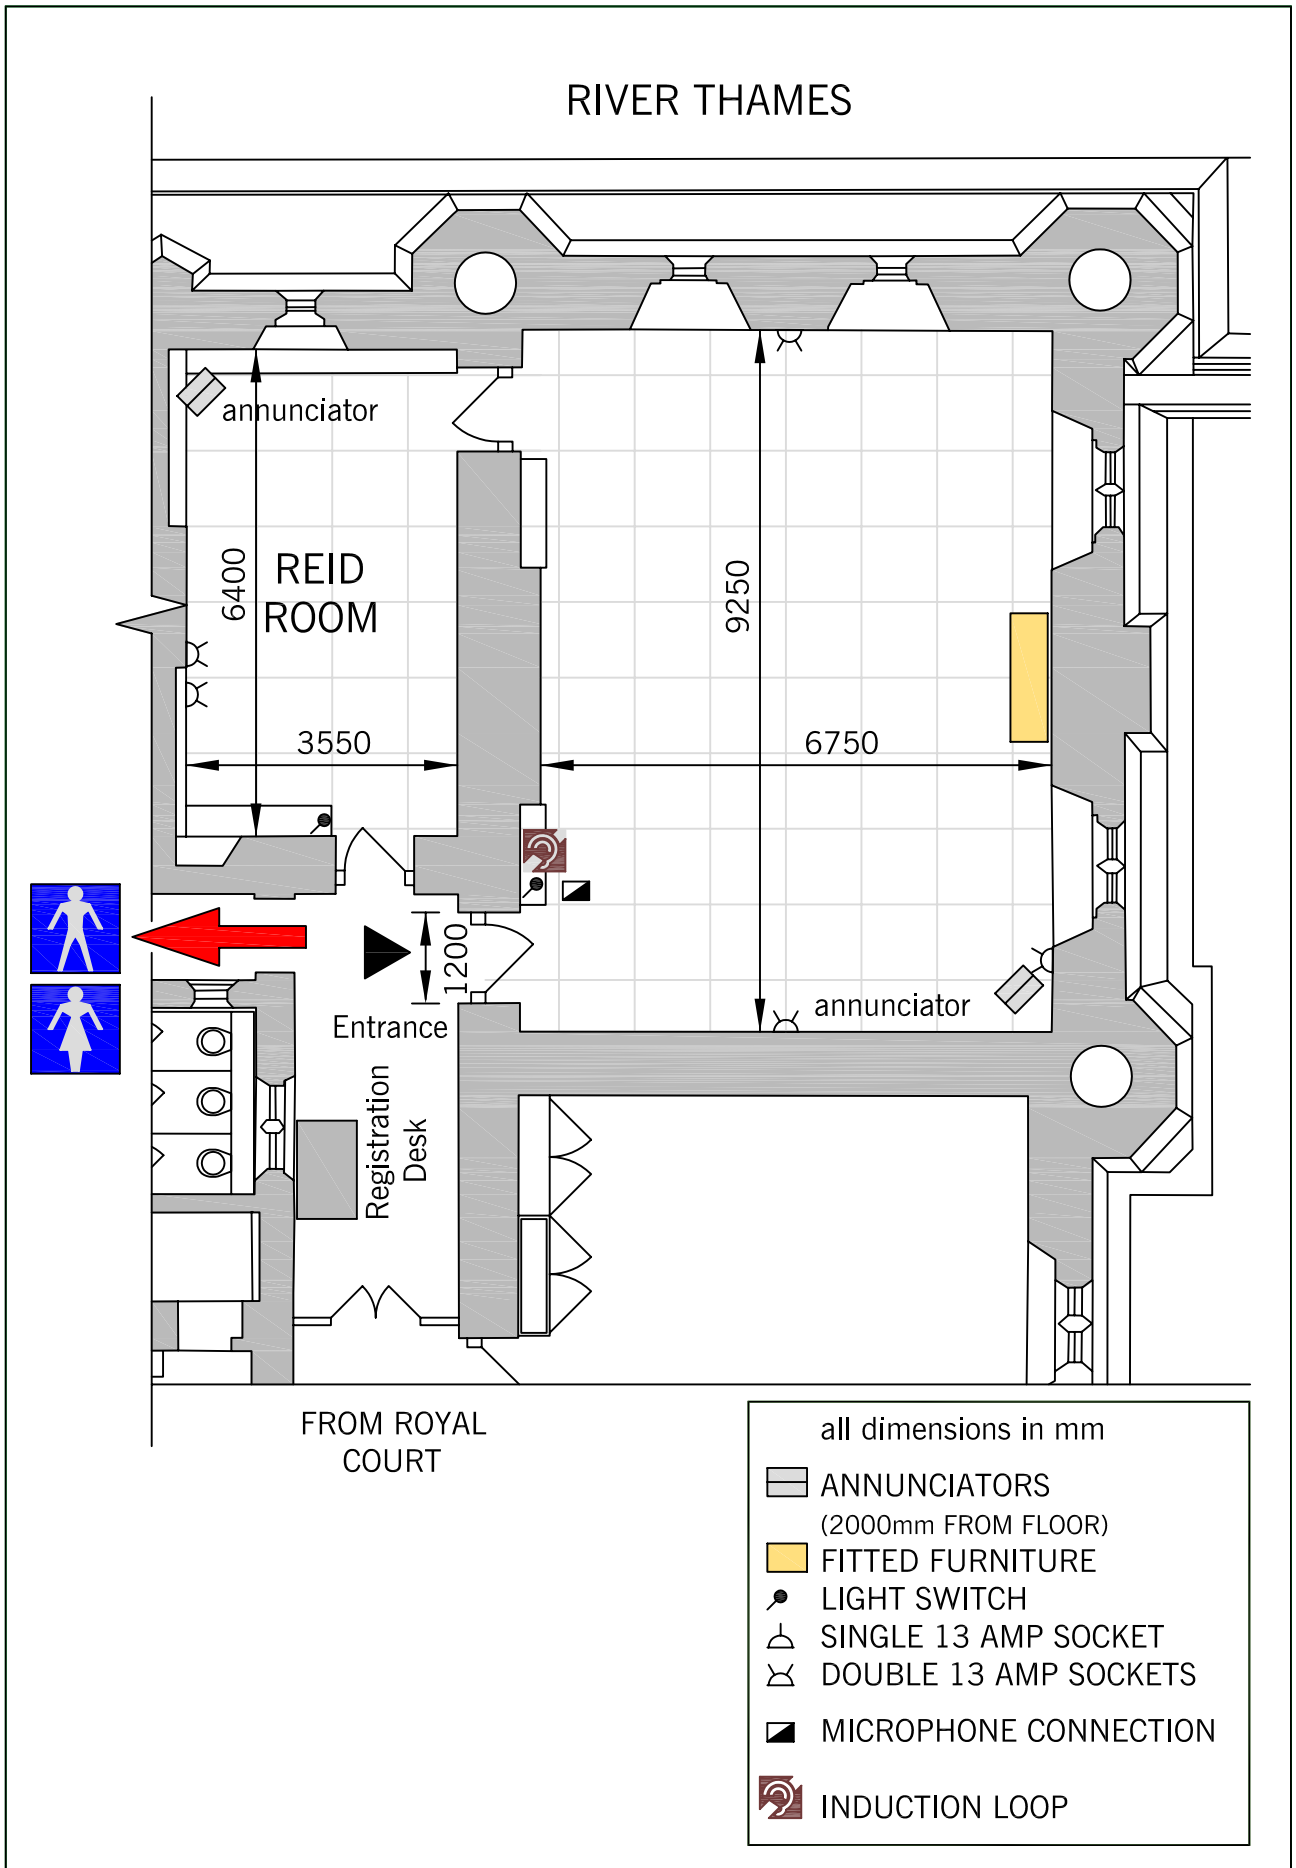 RIVER THAMES
annunciator
REID
ROOM
6400
9250
3550
6750
1200
Entrance
annunciator
Registration
Desk
FROM ROYAL
COURT
all dimensions in mm
ANNUNCIATORS
(2000mm FROM FLOOR)
FITTED FURNITURE
LIGHT SWITCH
SINGLE 13 AMP SOCKET
DOUBLE 13 AMP SOCKETS
MICROPHONE CONNECTION
INDUCTION LOOP